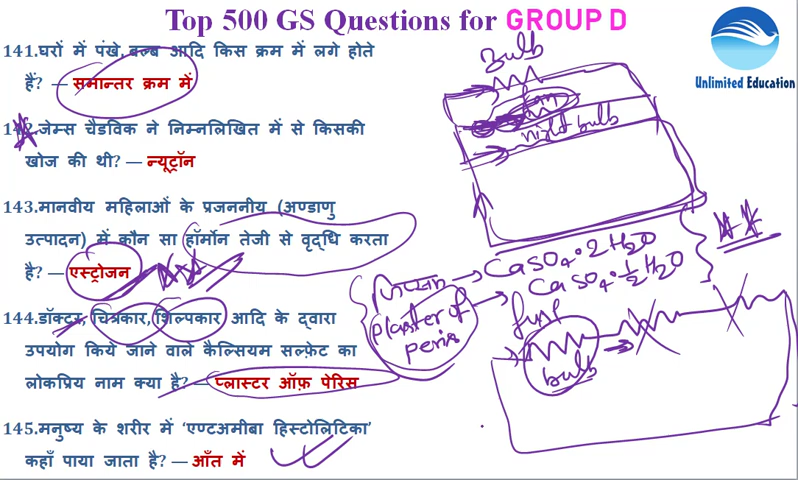 Top 500 GS Questions for GROUP D
Unlimited Education
141.घरों में पंखे, बल्ब आदि किस क्रम में लगे होते
हैं? — समान्तर क्रम में
142.जेम्स चैडविक ने निम्नलिखित में से किसकी
खोज की थी? — न्यूट्रॉन
143.मानवीय महिलाओं के प्रजननीय (अण्डाणु
उत्पादन) में कौन सा हॉर्मोन तेजी से वृद्धि करता
है? — एस्ट्रोजन
144.डॉक्टर, चित्रकार, शिल्पकार आदि के द्वारा
उपयोग किये जाने वाले कैल्सियम सल्फ़ेट का
लोकप्रिय नाम क्या है? — प्लास्टर ऑफ़ पेरिस
145.मनुष्य के शरीर में ‘एण्टअमीबा हिस्टोलिटिका’
कहाँ पाया जाता है? — आँत में
Bulb
night bulb
CaSO4·2H2O
CaSO4·½H2O
plaster of
peris
fuse
bulb